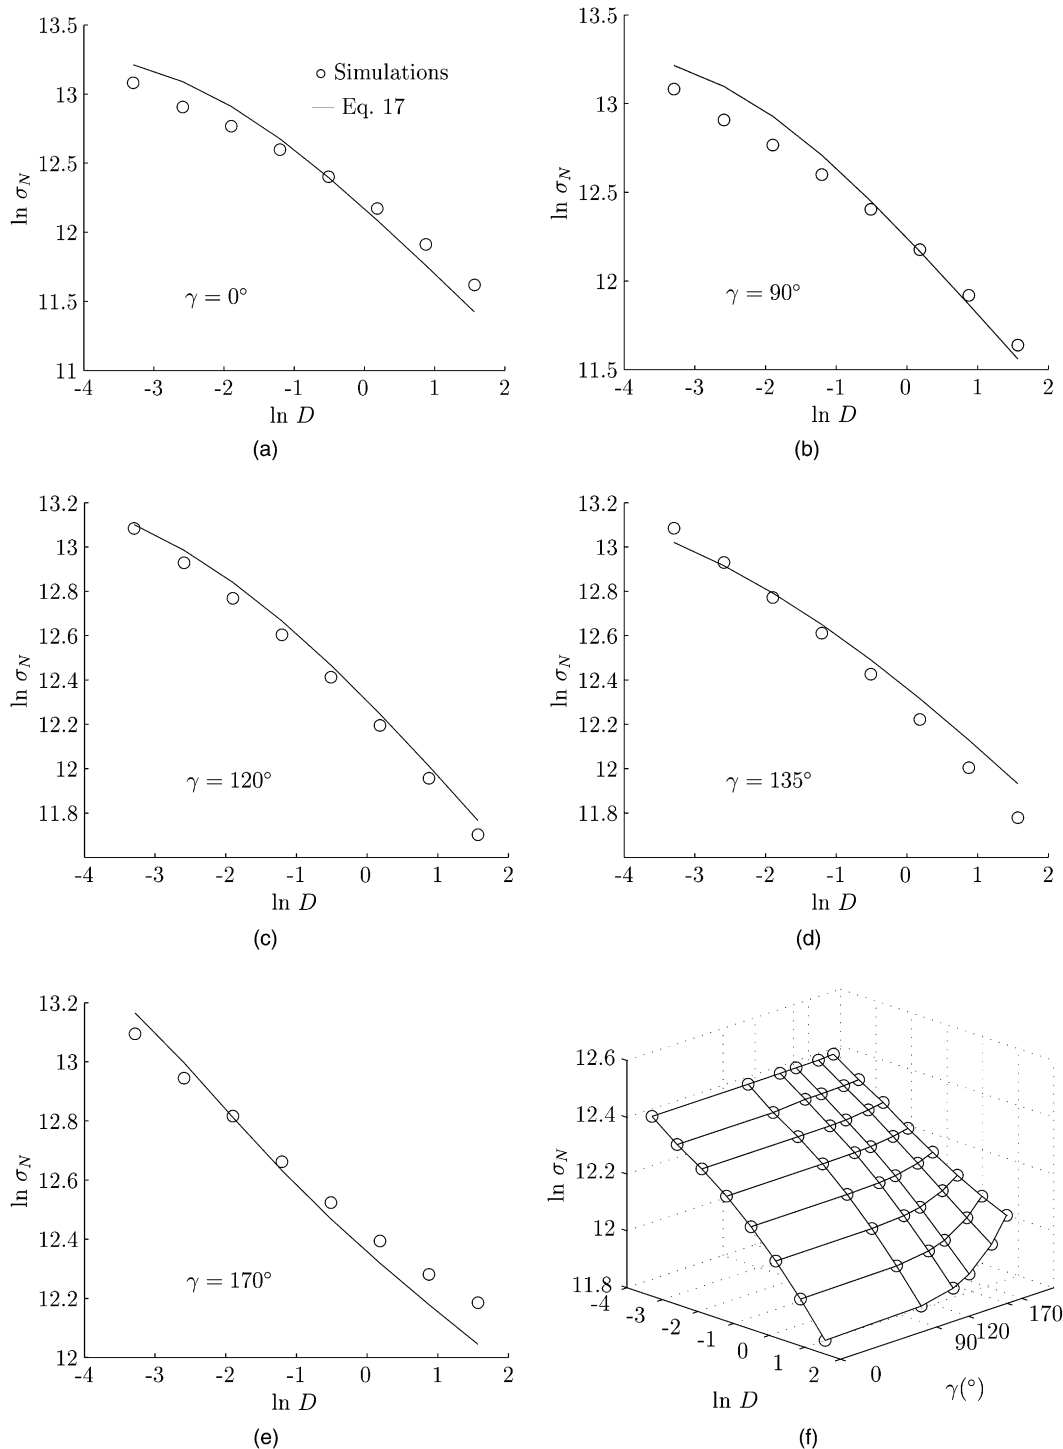 13.5
13
12.5
12
11.5
11
-4 -3 -2 -1 0 1 2
ln σN
ln D
○ Simulations
— Eq. 17
γ = 0°
(a)
13.5
13
12.5
12
11.5
-4 -3 -2 -1 0 1 2
ln σN
ln D
γ = 90°
(b)
13.2
13
12.8
12.6
12.4
12.2
12
11.8
-4 -3 -2 -1 0 1 2
ln σN
ln D
γ = 120°
(c)
13.2
13
12.8
12.6
12.4
12.2
12
11.8
-4 -3 -2 -1 0 1 2
ln σN
ln D
γ = 135°
(d)
13.2
13
12.8
12.6
12.4
12.2
12
-4 -3 -2 -1 0 1 2
ln σN
ln D
γ = 170°
(e)
12.6
12.4
12.2
12
11.8
ln σN
-4 -3 -2 -1 0 1 2
ln D
0 90 120 170
γ(°)
(f)